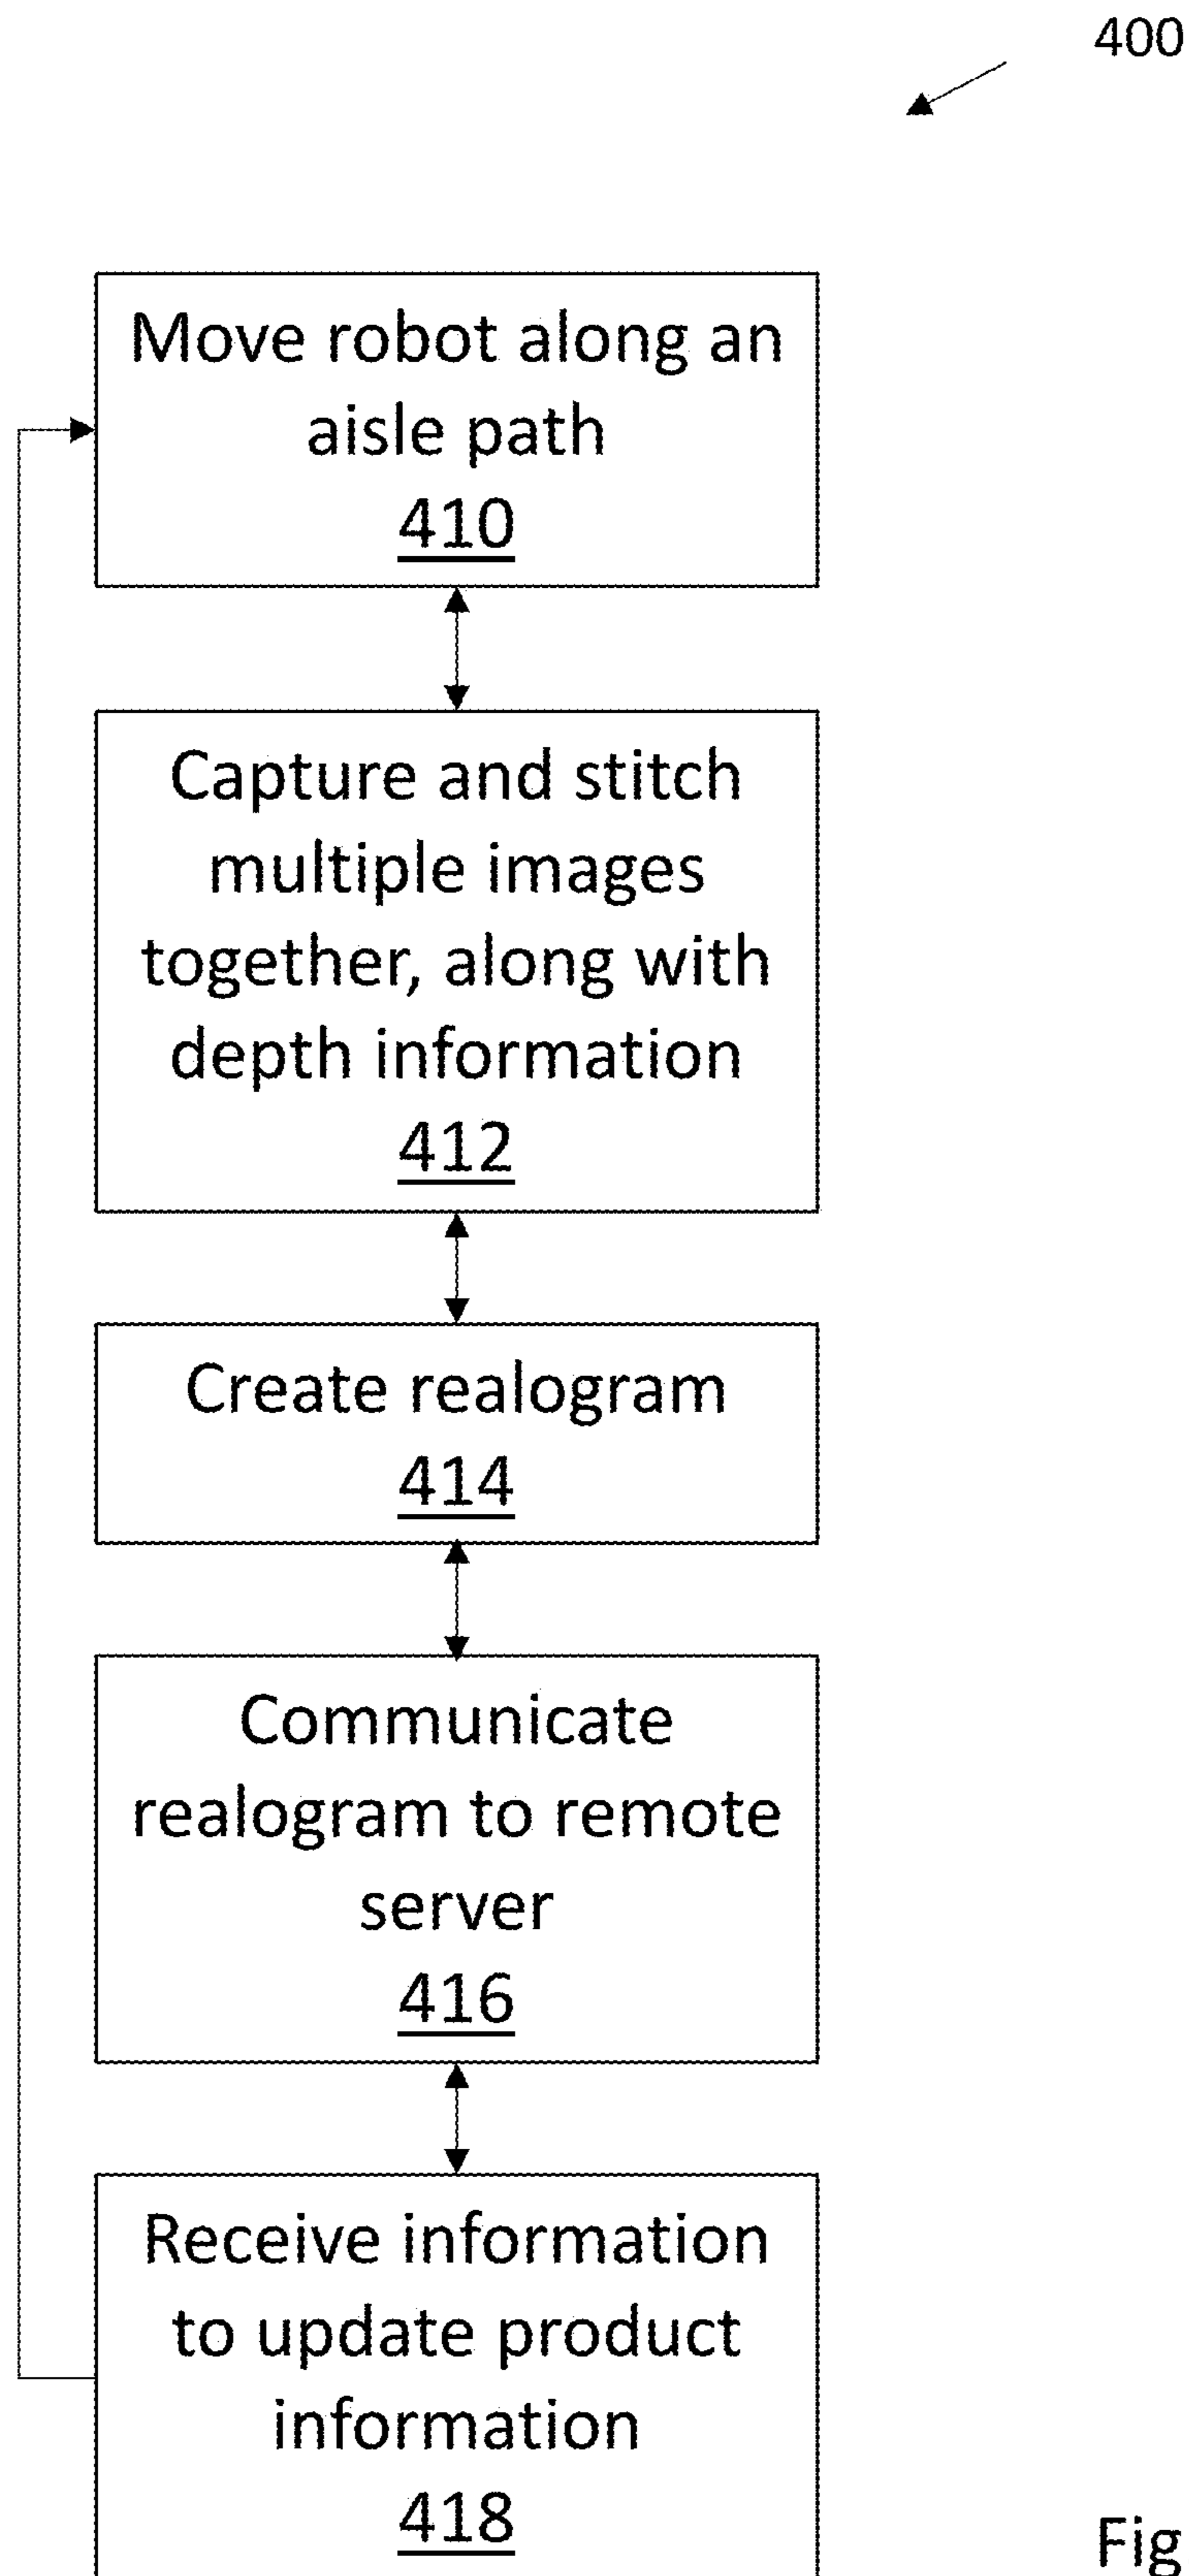 400
Move robot along an
aisle path
410
Capture and stitch
multiple images
together, along with
depth information
412
Create realogram
414
Communicate
realogram to remote
server
416
Receive information
to update product
information
418
Fig